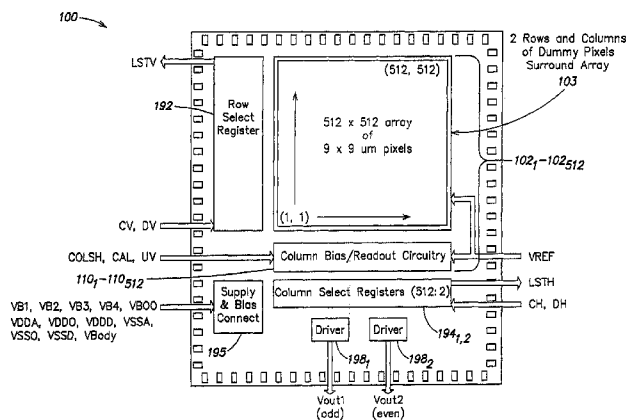 100
LSTV
192
Row
Select
Register
(512, 512)
512 x 512 array
of
9 x 9 um pixels
(1, 1)
2 Rows and Columns
of Dummy Pixels
Surround Array
103
102₁-102₅₁₂
CV, DV
COLSH, CAL, UV
Column Bias/Readout Circuitry
VREF
110₁-110₅₁₂
Column Select Registers (512:2)
LSTH
CH, DH
194₁,₂
VB1, VB2, VB3, VB4, VBOO
VDDA, VDDO, VDDD, VSSA,
VSSO, VSSD, VBody
Supply
& Bias
Connect
195
Driver
198₁
Driver
198₂
Vout1
(odd)
Vout2
(even)